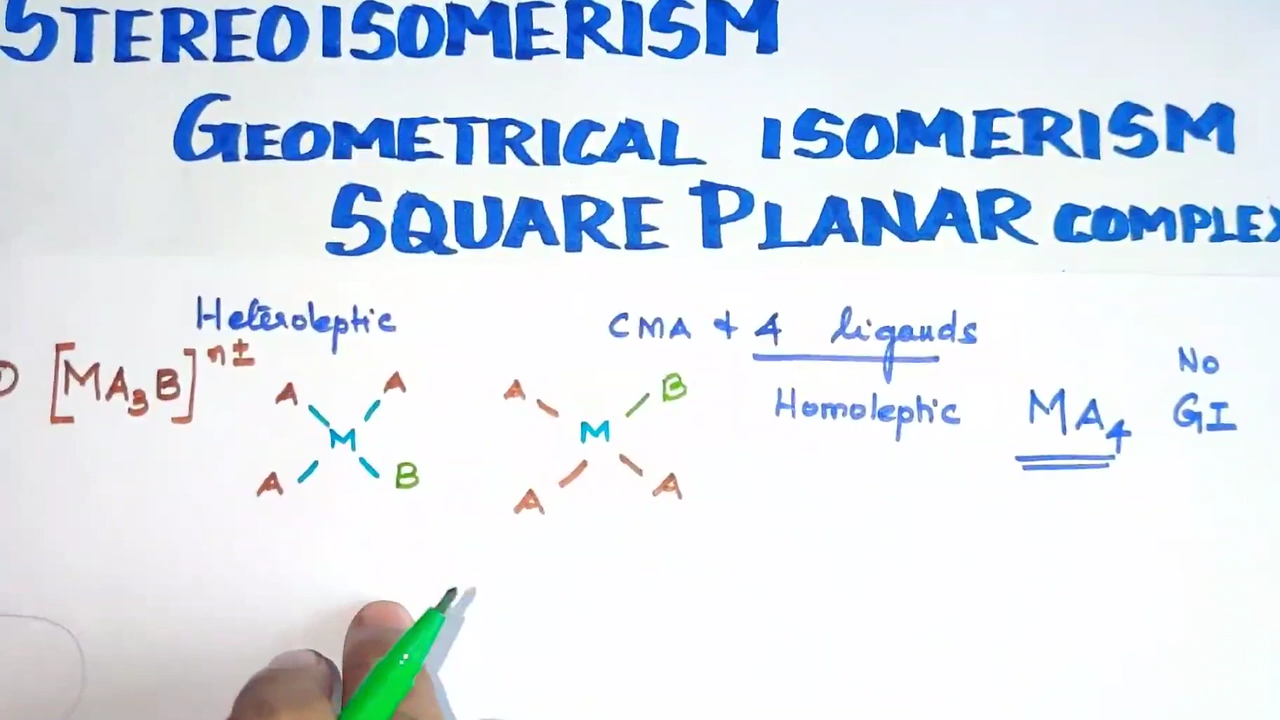 STEREOISOMERISM
GEOMETRICAL ISOMERISM
SQUARE PLANAR COMPLEX
Heteroleptic
CMA & 4 ligands
[MA₃B]ⁿ±
Homoleptic MA₄
No
GI
A A
M
A B
A B
M
A A